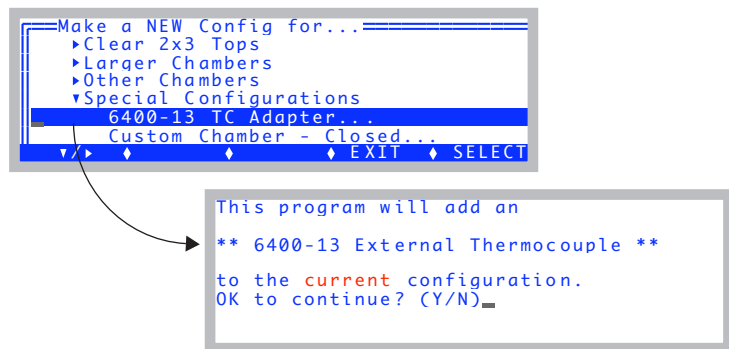 Make a NEW Config for...
▸Clear 2x3 Tops
▸Larger Chambers
▸Other Chambers
▾Special Configurations
6400-13 TC Adapter...
Custom Chamber - Closed...
▾/▸ ♦ ♦ ♦ EXIT ♦ SELECT
This program will add an
** 6400-13 External Thermocouple **
to the current configuration.
OK to continue? (Y/N)